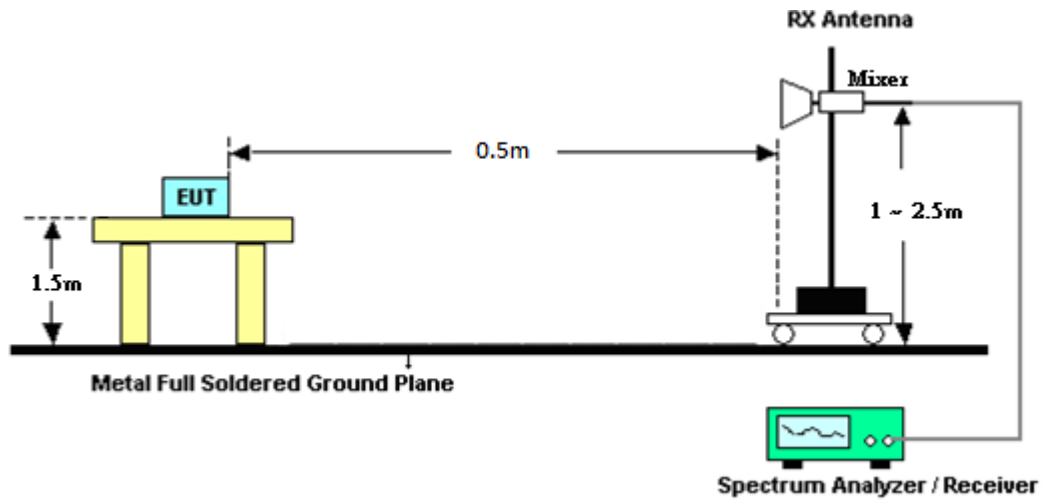 RX Antenna
Mixer
0.5m
EUT
1 ~ 2.5m
1.5m
Metal Full Soldered Ground Plane
Spectrum Analyzer / Receiver